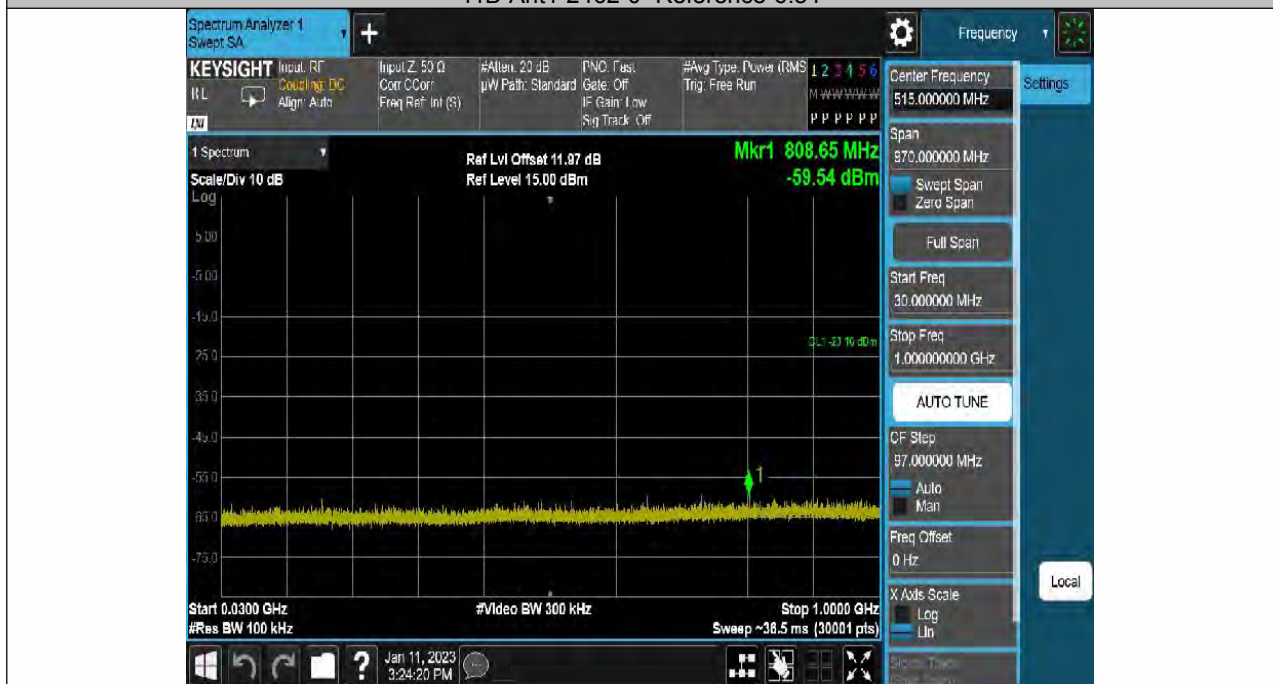 Spectrum Analyzer 1
Swept SA
+
Frequency
KEYSIGHT
RL
Input: RF
Coupling: DC
Align: Auto
Input Z: 50 Ω
Corr CCorr
Freq Ref: Int (S)
#Atten: 20 dB
µW Path: Standard
PNO: Fast
Gate: Off
IF Gain: Low
Sig Track: Off
#Avg Type: Power (RMS
Trig: Free Run
1 2 3 4 5 6
M W W W W W
P P P P P P
1 Spectrum
Scale/Div 10 dB
Ref Lvl Offset 11.97 dB
Ref Level 15.00 dBm
Mkr1 808.65 MHz
-59.54 dBm
Log
5.00
-5.00
-15.0
-25.0
-35.0
-45.0
-55.0
-65.0
-75.0
1
Start 0.0300 GHz
#Res BW 100 kHz
#Video BW 300 kHz
Stop 1.0000 GHz
Sweep ~36.5 ms (30001 pts)
Center Frequency
515.000000 MHz
Settings
Span
970.000000 MHz
Swept Span
Zero Span
Full Span
Start Freq
30.000000 MHz
Stop Freq
1.000000000 GHz
AUTO TUNE
CF Step
97.000000 MHz
Auto
Man
Freq Offset
0 Hz
X Axis Scale
Log
Lin
Local
?
Jan 11, 2023
3:24:20 PM